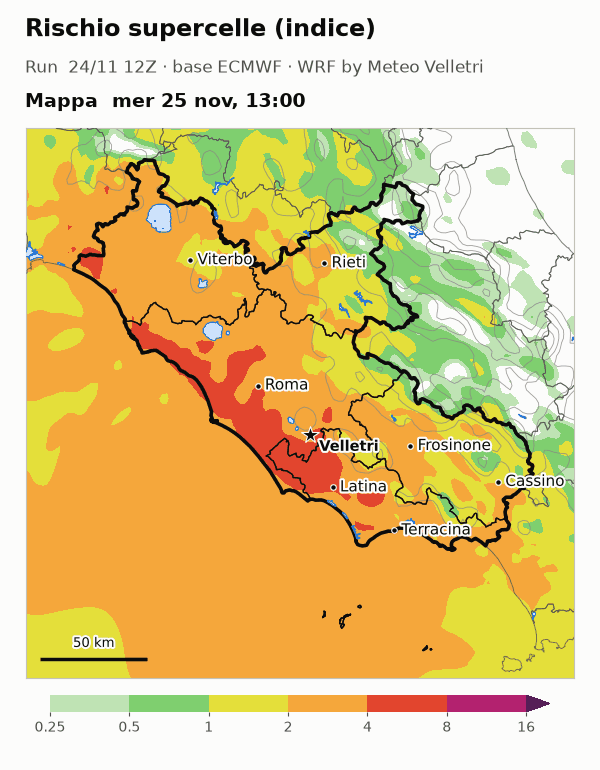 Rischio supercelle (indice)
Run  24/11 12Z · base ECMWF · WRF by Meteo Velletri
Mappa  mer 25 nov, 13:00
Viterbo
Rieti
Roma
Velletri
Frosinone
Cassino
Latina
Terracina
50 km
0.25 0.5 1 2 4 8 16